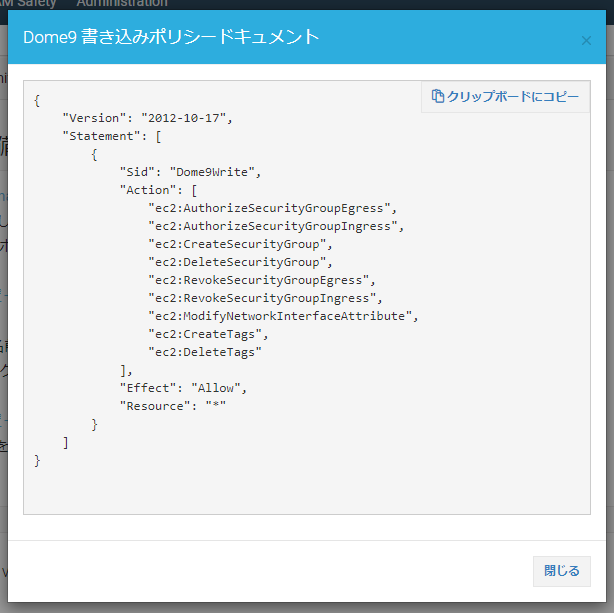 AM Safety Administration
Dome9 書き込みポリシードキュメント
×
クリップボードにコピー
{
    "Version": "2012-10-17",
    "Statement": [
        {
            "Sid": "Dome9Write",
            "Action": [
                "ec2:AuthorizeSecurityGroupEgress",
                "ec2:AuthorizeSecurityGroupIngress",
                "ec2:CreateSecurityGroup",
                "ec2:DeleteSecurityGroup",
                "ec2:RevokeSecurityGroupEgress",
                "ec2:RevokeSecurityGroupIngress",
                "ec2:ModifyNetworkInterfaceAttribute",
                "ec2:CreateTags",
                "ec2:DeleteTags"
            ],
            "Effect": "Allow",
            "Resource": "*"
        }
    ]
}
閉じる